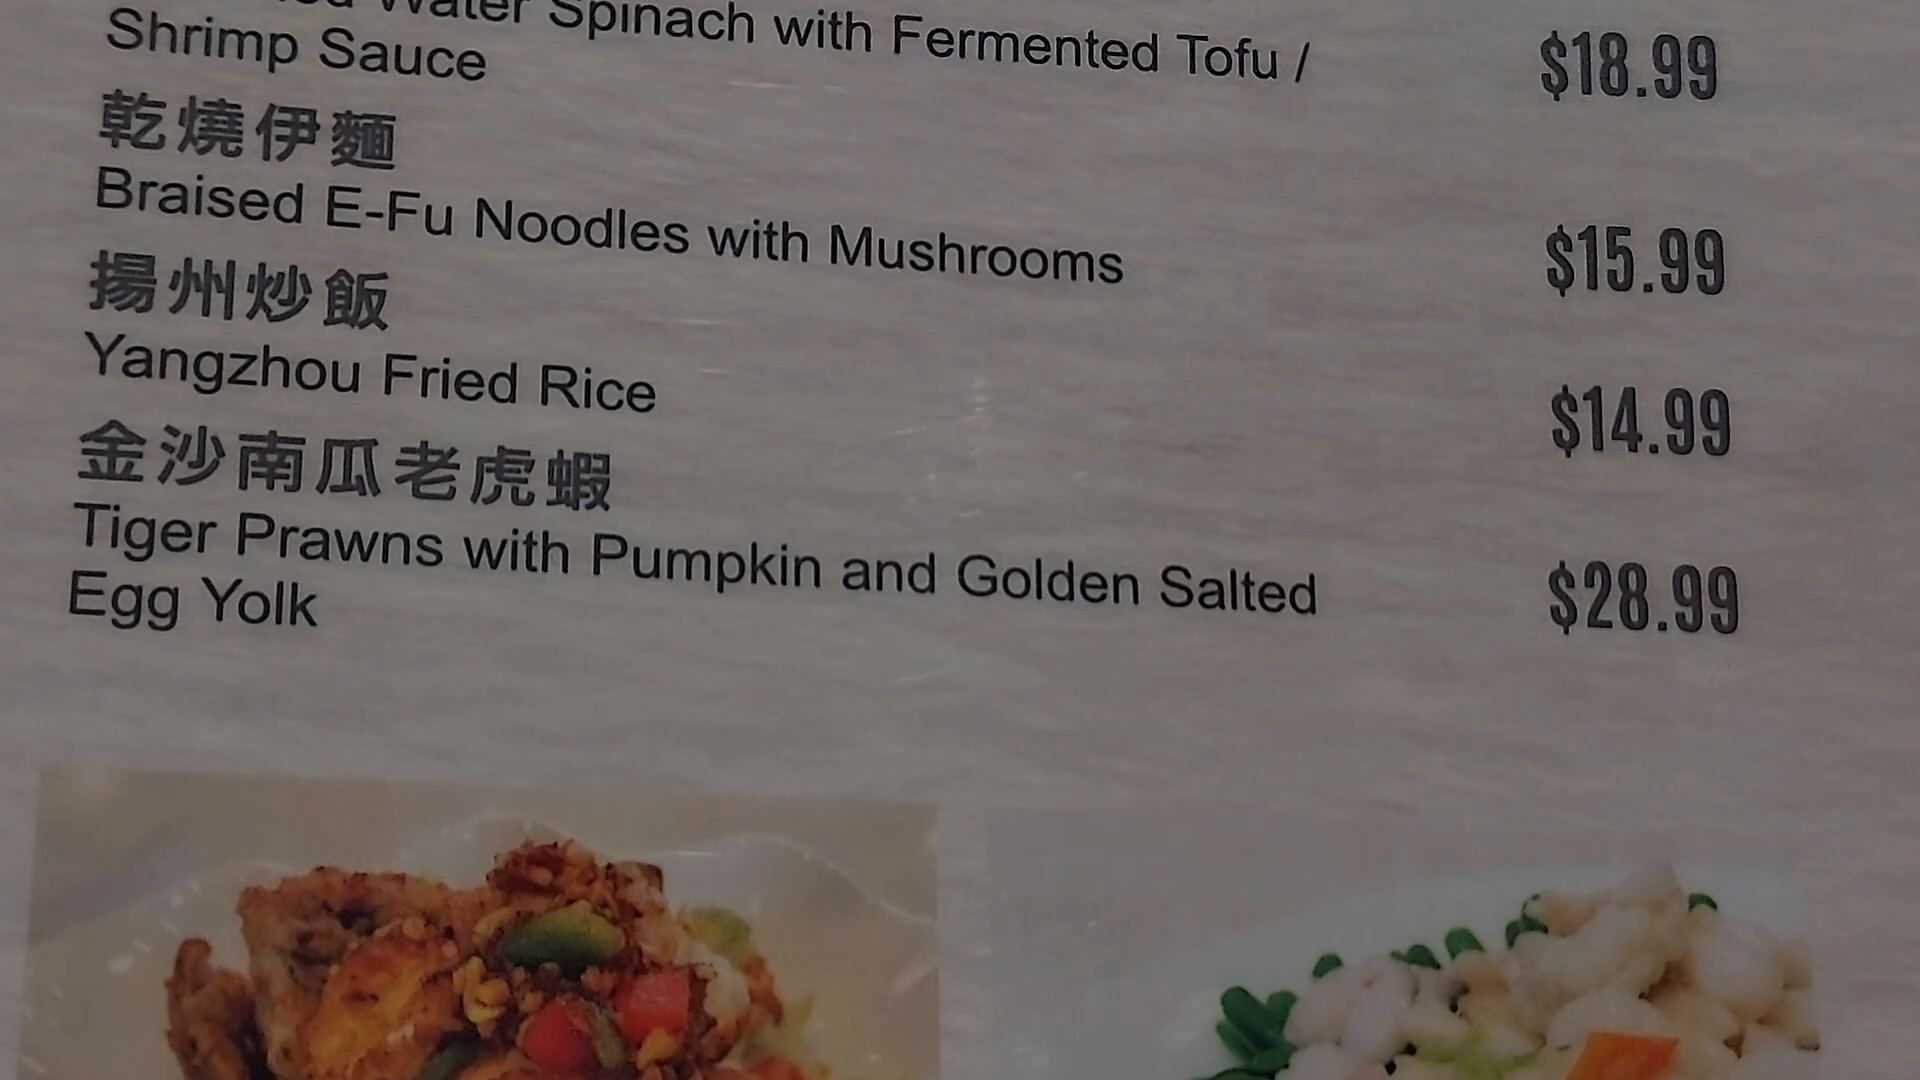 Water Spinach with Fermented Tofu /
Shrimp Sauce
$18.99
乾燒伊麵
Braised E-Fu Noodles with Mushrooms
$15.99
揚州炒飯
Yangzhou Fried Rice
$14.99
金沙南瓜老虎蝦
Tiger Prawns with Pumpkin and Golden Salted
Egg Yolk
$28.99